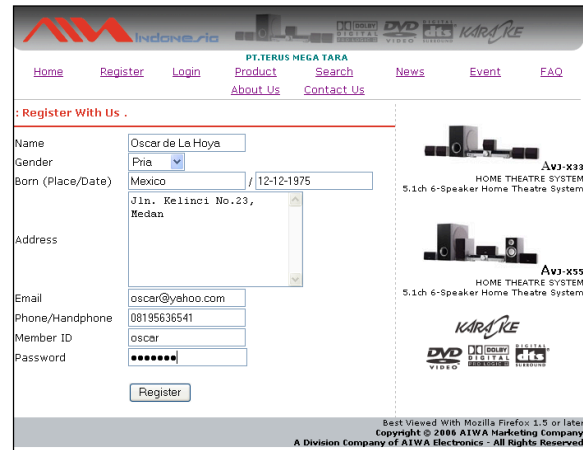 AIWA Indonesia DOLBY DIGITAL PRO LOGIC II DVD VIDEO DIGITAL dts SURROUND KARAOKE
PT.TERUS MEGA TARA
Home Register Login Product Search News Event FAQ
About Us Contact Us
: Register With Us .
Name Oscar de La Hoya
Gender Pria
Born (Place/Date) Mexico / 12-12-1975
Address Jln. Kelinci No.23,
Medan
Email oscar@yahoo.com
Phone/Handphone 08195636541
Member ID oscar
Password •••••••
Register
AVJ-X33
HOME THEATRE SYSTEM
5.1ch 6-Speaker Home Theatre System
AVJ-X55
HOME THEATRE SYSTEM
5.1ch 6-Speaker Home Theatre System
KARAOKE
DVD VIDEO DOLBY DIGITAL PRO LOGIC II DIGITAL dts SURROUND
Best Viewed With Mozilla Firefox 1.5 or later
Copyright © 2006 AIWA Marketing Company
A Division Company of AIWA Electronics - All Rights Reserved